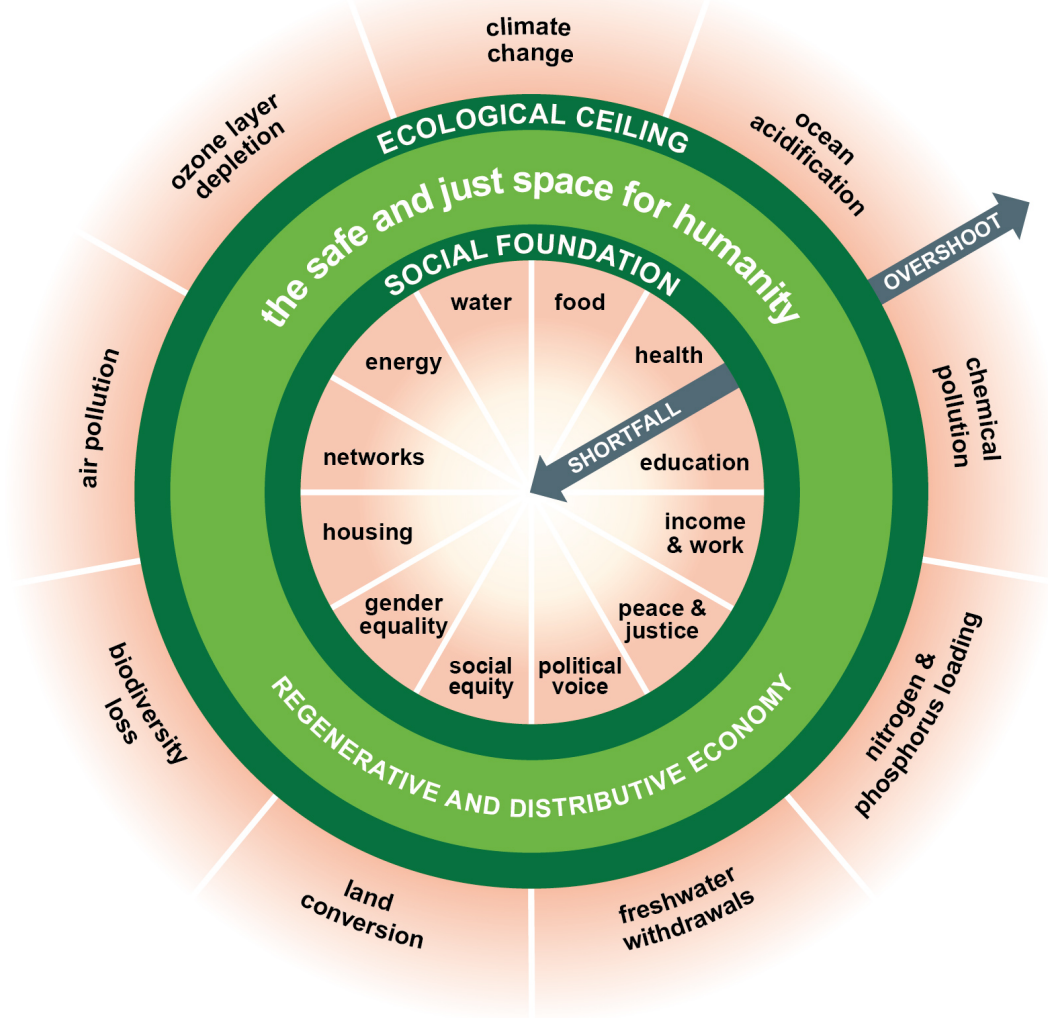 climate
change
ocean
acidification
OVERSHOOT
chemical
pollution
nitrogen &
phosphorus loading
freshwater
withdrawals
land
conversion
biodiversity
loss
air pollution
ozone layer
depletion
ECOLOGICAL CEILING
the safe and just space for humanity
SOCIAL FOUNDATION
water
food
health
SHORTFALL
education
income
& work
peace &
justice
political
voice
social
equity
gender
equality
housing
networks
energy
REGENERATIVE AND DISTRIBUTIVE ECONOMY